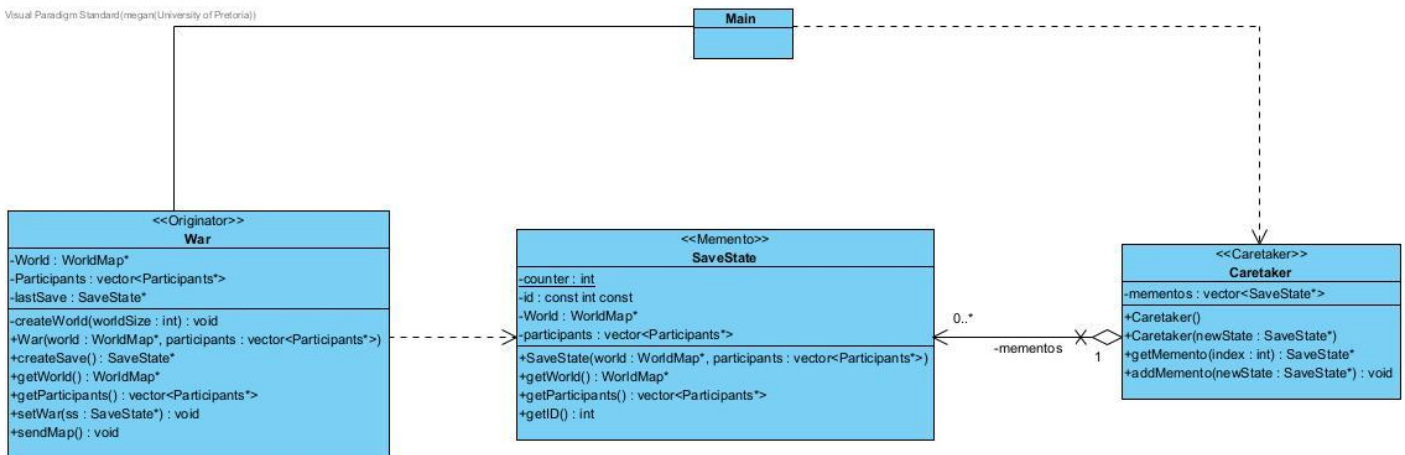 Visual Paradigm Standard(megan(University of Pretoria))
Main
<<Originator>>
War
-World : WorldMap*
-Participants : vector<Participants*>
-lastSave : SaveState*
-createWorld(worldSize : int) : void
+War(world : WorldMap*, participants : vector<Participants*>)
+createSave() : SaveState*
+getWorld() : WorldMap*
+getParticipants() : vector<Participants*>
+setWar(ss : SaveState*) : void
+sendMap() : void
<<Memento>>
SaveState
-counter : int
-id : const int const
-World : WorldMap*
-participants : vector<Participants*>
+SaveState(world : WorldMap*, participants : vector<Participants*>)
+getWorld() : WorldMap*
+getParticipants() : vector<Participants*>
+getID() : int
0..*
-mementos
1
<<Caretaker>>
Caretaker
-mementos : vector<SaveState*>
+Caretaker()
+Caretaker(newState : SaveState*)
+getMemento(index : int) : SaveState*
+addMemento(newState : SaveState*) : void